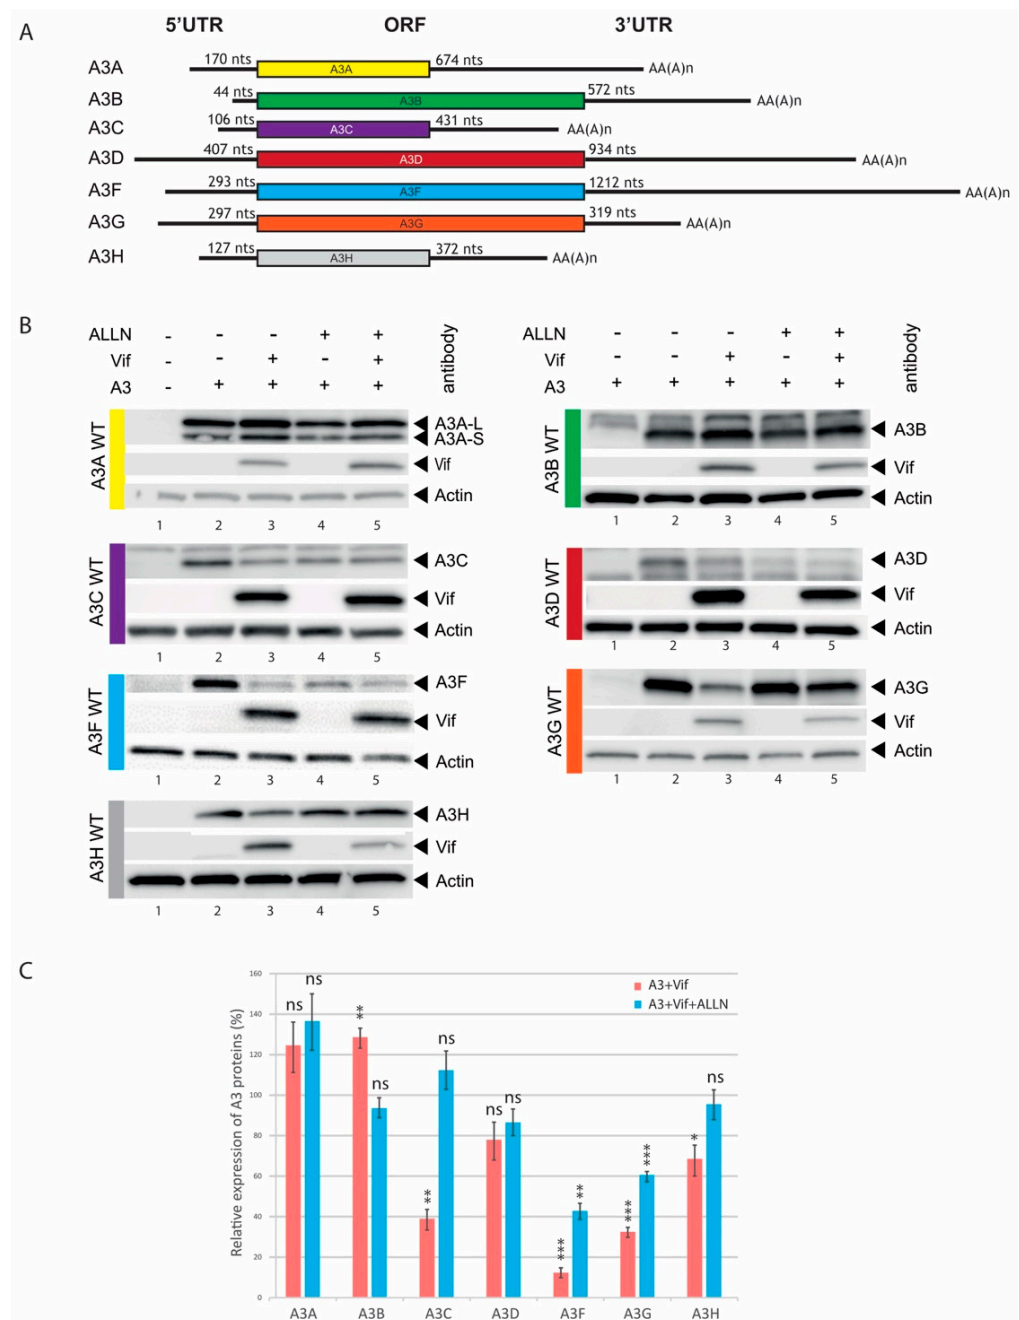 A
5'UTR ORF 3'UTR
A3A 170 nts A3A 674 nts AA(A)n
A3B 44 nts A3B 572 nts AA(A)n
A3C 106 nts A3C 431 nts AA(A)n
A3D 407 nts A3D 934 nts AA(A)n
A3F 293 nts A3F 1212 nts AA(A)n
A3G 297 nts A3G 319 nts AA(A)n
A3H 127 nts A3H 372 nts AA(A)n
B
ALLN - - - + +
Vif - - + - +
A3 - + + + +
antibody
A3A WT
A3A-L
A3A-S
Vif
Actin
1 2 3 4 5
A3C WT
A3C
Vif
Actin
1 2 3 4 5
A3F WT
A3F
Vif
Actin
1 2 3 4 5
A3H WT
A3H
Vif
Actin
1 2 3 4 5
ALLN - - - + +
Vif - - + - +
A3 + + + + +
antibody
A3B WT
A3B
Vif
Actin
1 2 3 4 5
A3D WT
A3D
Vif
Actin
1 2 3 4 5
A3G WT
A3G
Vif
Actin
1 2 3 4 5
C
Relative expression of A3 proteins (%)
160
140
120
100
80
60
40
20
0
A3+Vif
A3+Vif+ALLN
ns ns
** ns
** ns
ns ns
*** **
*** ***
* ns
A3A A3B A3C A3D A3F A3G A3H